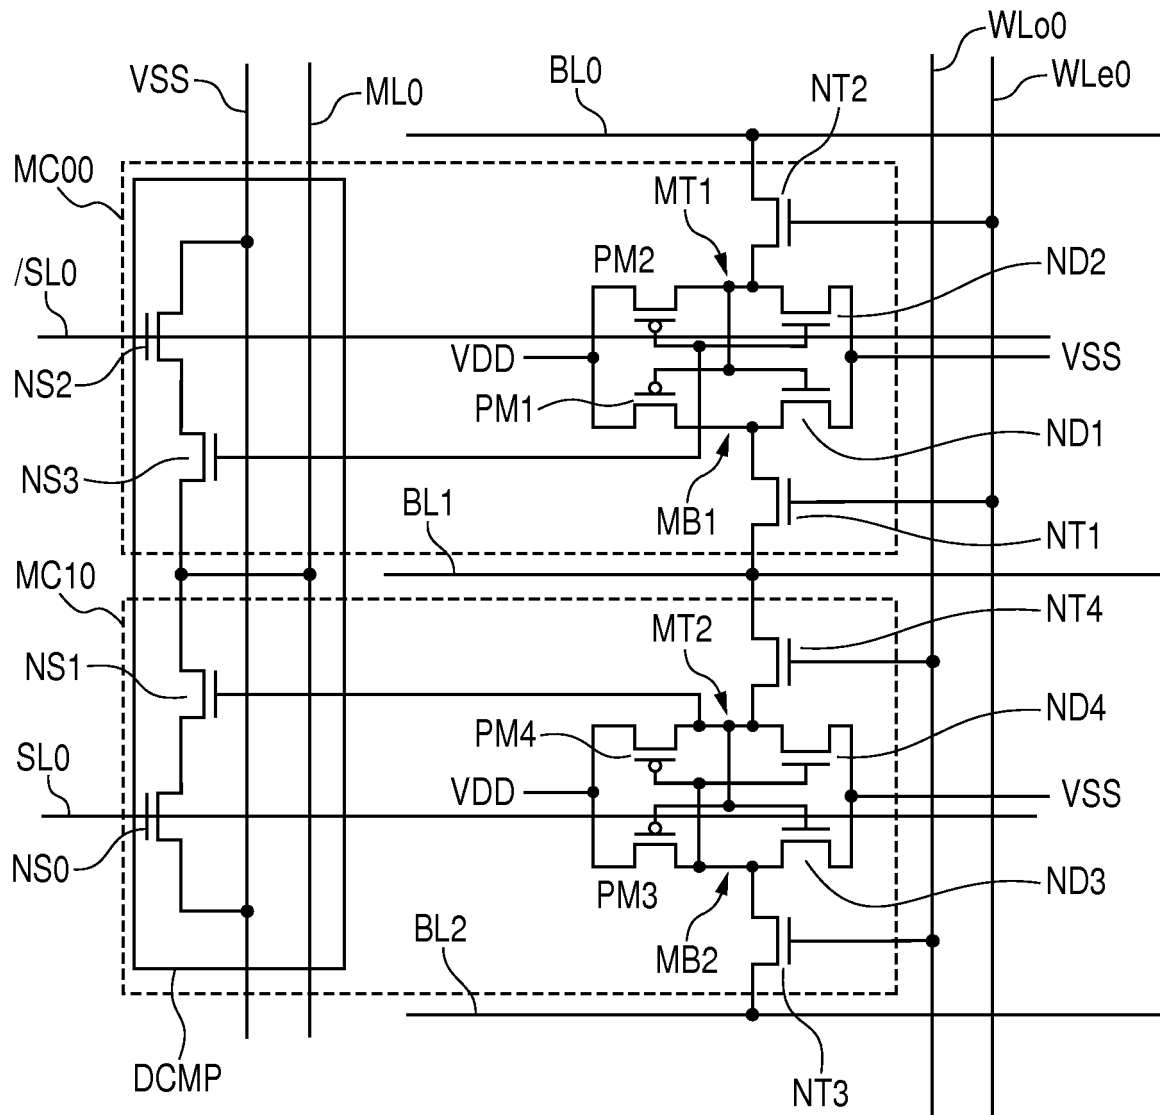 WLo0
BL0
VSS
NT2
WLe0
ML0
MC00
MT1
PM2
ND2
/SL0
VDD
VSS
NS2
PM1
ND1
NS3
BL1
MB1
NT1
MC10
NT4
MT2
NS1
ND4
PM4
SL0
VDD
VSS
NS0
PM3
ND3
BL2
MB2
DCMP
NT3